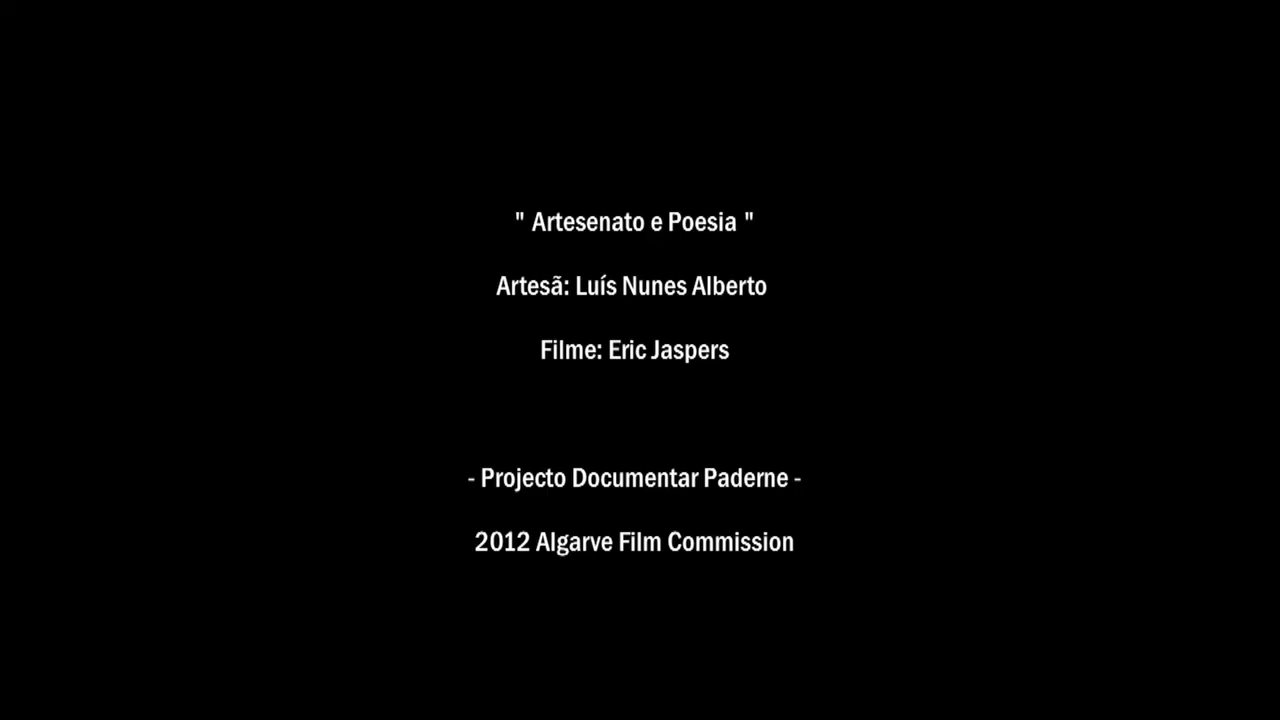 " Artesenato e Poesia "
Artesã: Luís Nunes Alberto
Filme: Eric Jaspers
- Projecto Documentar Paderne -
2012 Algarve Film Commission